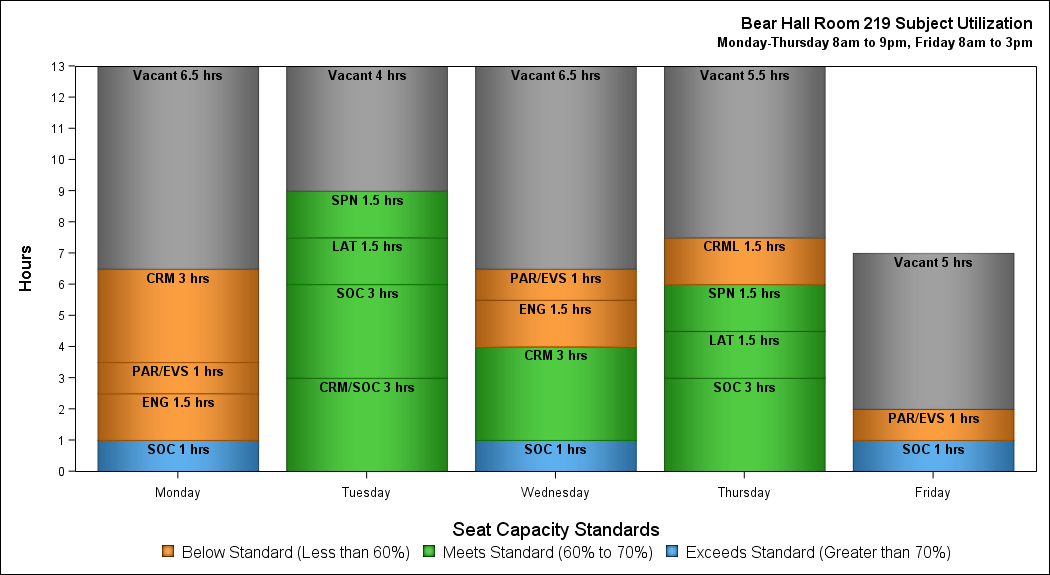 Bear Hall Room 219 Subject Utilization
Monday-Thursday 8am to 9pm, Friday 8am to 3pm
Hours
13
12
11
10
9
8
7
6
5
4
3
2
1
0
Vacant 6.5 hrs
CRM 3 hrs
PAR/EVS 1 hrs
ENG 1.5 hrs
SOC 1 hrs
Monday
Vacant 4 hrs
SPN 1.5 hrs
LAT 1.5 hrs
SOC 3 hrs
CRM/SOC 3 hrs
Tuesday
Vacant 6.5 hrs
PAR/EVS 1 hrs
ENG 1.5 hrs
CRM 3 hrs
SOC 1 hrs
Wednesday
Vacant 5.5 hrs
CRML 1.5 hrs
SPN 1.5 hrs
LAT 1.5 hrs
SOC 3 hrs
Thursday
Vacant 5 hrs
PAR/EVS 1 hrs
SOC 1 hrs
Friday
Seat Capacity Standards
Below Standard (Less than 60%) Meets Standard (60% to 70%) Exceeds Standard (Greater than 70%)